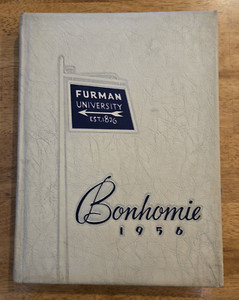 FURMAN
UNIVERSITY
EST. 1826
Bonhomie
1956